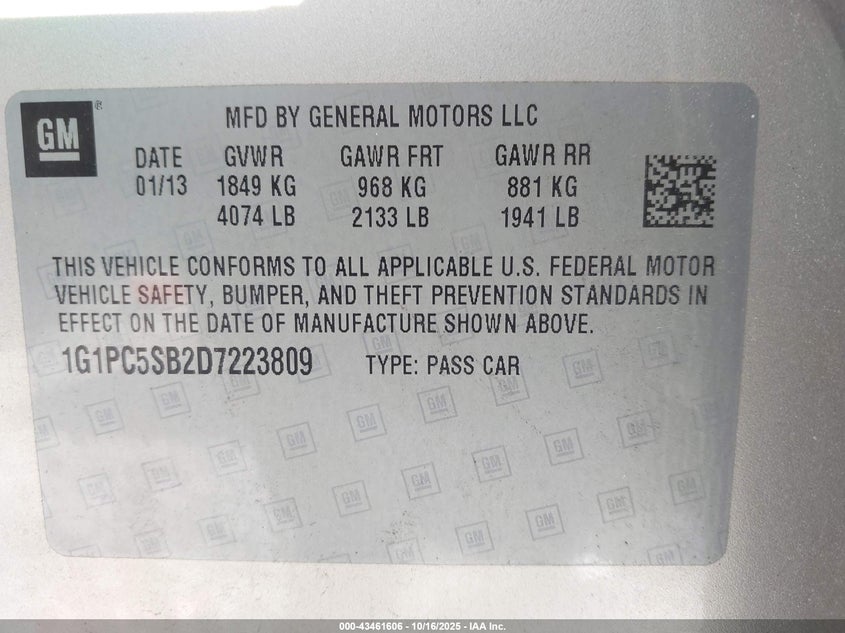 GM ®
MFD BY GENERAL MOTORS LLC
DATE GVWR GAWR FRT GAWR RR
01/13 1849 KG 968 KG 881 KG
4074 LB 2133 LB 1941 LB
THIS VEHICLE CONFORMS TO ALL APPLICABLE U.S. FEDERAL MOTOR
VEHICLE SAFETY, BUMPER, AND THEFT PREVENTION STANDARDS IN
EFFECT ON THE DATE OF MANUFACTURE SHOWN ABOVE.
1G1PC5SB2D7223809 TYPE: PASS CAR
000-43461606 - 10/16/2025 - IAA Inc.